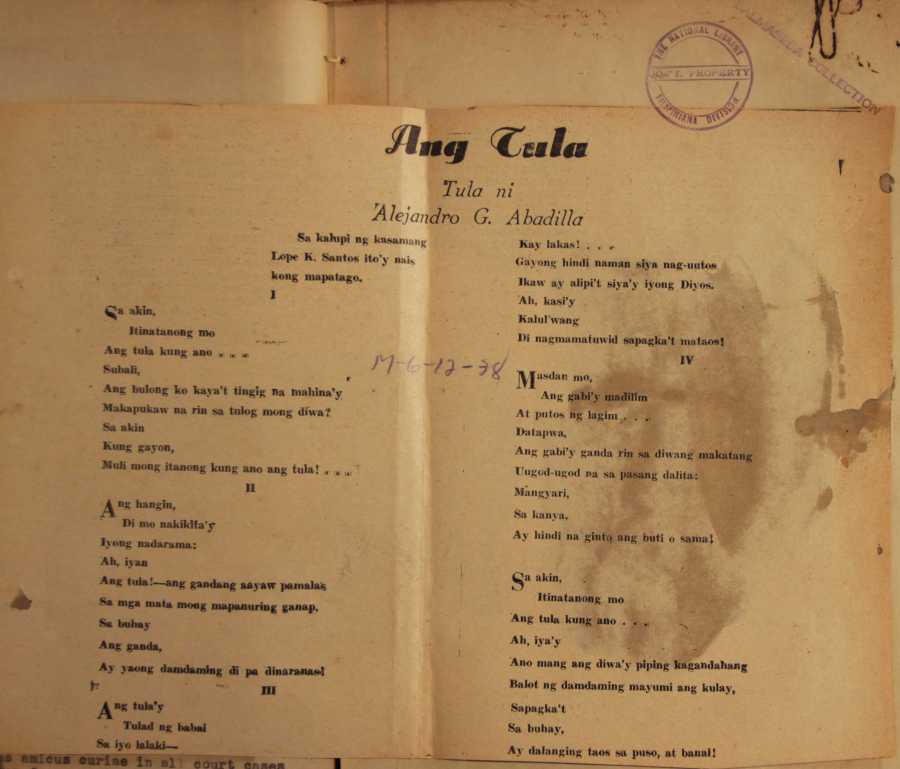 THE NATIONAL LIBRARY
GOV'T. PROPERTY
FILIPINIANA DIVISION
COLLECTION
Ang Tula
Tula ni
Alejandro G. Abadilla
Sa kalupi ng kasamang
Lope K. Santos ito'y nais
kong mapatago.
I
Sa akin,
Itinatanong mo
Ang tula kung ano . . .
Subali,
Ang bulong ko kaya't tingig na mahina'y
Makapukaw na rin sa tulog mong diwa?
Sa akin
Kung gayon,
Muli mong itanong kung ano ang tula! . . .
II
Ang hangin,
Di mo nakikita'y
Iyong nadarama:
Ah, iyan
Ang tula!—ang gandang aayaw pamalas
Sa mga mata mong mapanuring ganap.
Sa buhay
Ang ganda,
Ay yaong damdaming di pa dinaranas!
III
Ang tula'y
Tulad ng babai
Sa iyo lalaki—
Kay lakas! . . .
Gayong hindi naman siya nag-uutos
Ikaw ay alipi't siya'y iyong Diyos.
Ah, kasi'y
Kalul'wang
Di nagmamatuwid sapagka't mataos!
IV
Masdan mo,
Ang gabi'y madilim
At putos ng lagim . . .
Datapwa,
Ang gabi'y ganda rin sa diwang makatang
Uugod-ugod na sa pasang dalita:
Mangyari,
Sa kanya,
Ay hindi na ginto ang buti o sama!
Sa akin,
Itinatanong mo
Ang tula kung ano . . .
Ah, iya'y
Ano mang ang diwa'y piping kagandahang
Balot ng damdaming mayumi ang kulay,
Sapagka't
Sa buhay,
Ay dalanging taos sa puso, at banal!
M-6-12-38
as amicus curiae in all court cases